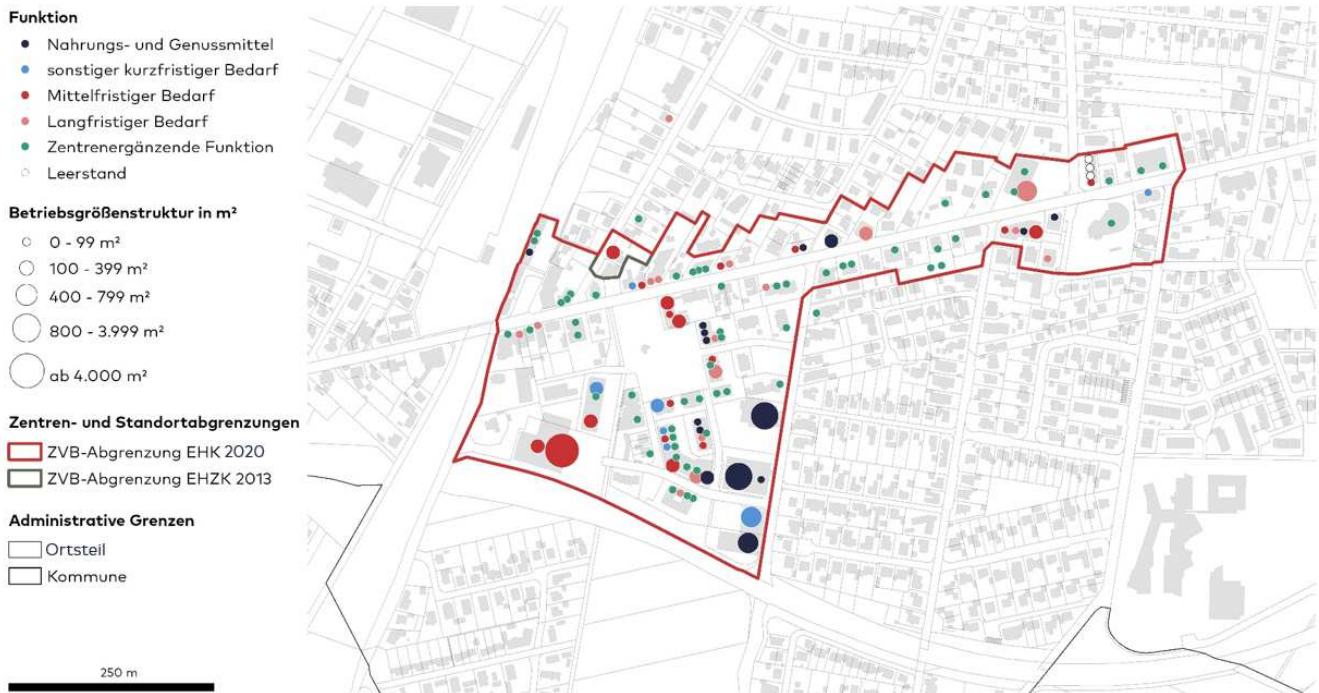 Funktion
Nahrungs- und Genussmittel
sonstiger kurzfristiger Bedarf
Mittelfristiger Bedarf
Langfristiger Bedarf
Zentrenergänzende Funktion
Leerstand
Betriebsgrößenstruktur in m²
0 - 99 m²
100 - 399 m²
400 - 799 m²
800 - 3.999 m²
ab 4.000 m²
Zentren- und Standortabgrenzungen
ZVB-Abgrenzung EHK 2020
ZVB-Abgrenzung EHZK 2013
Administrative Grenzen
Ortsteil
Kommune
250 m